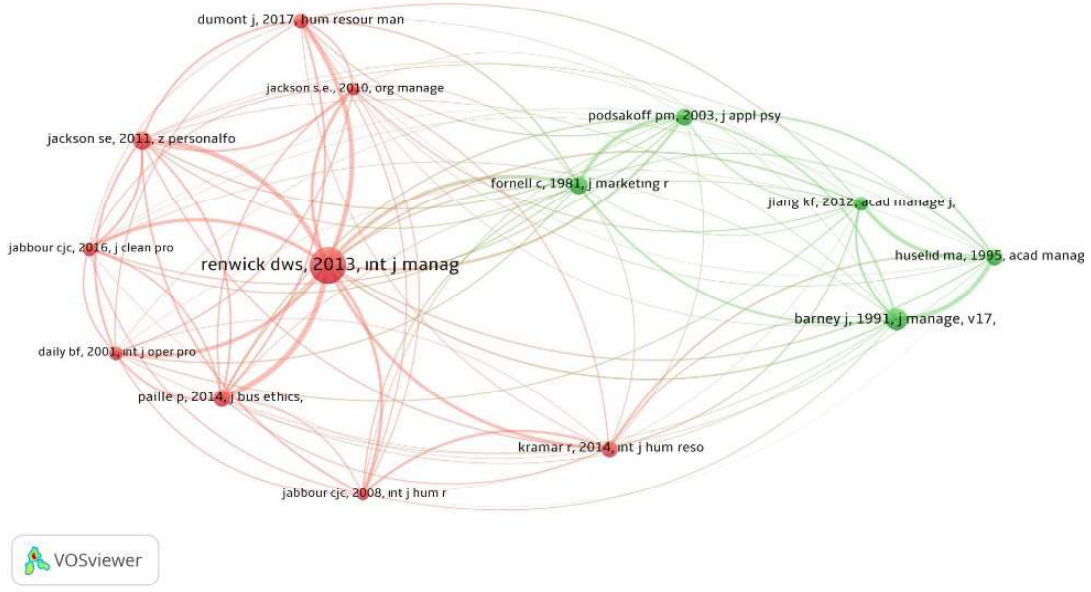 dumont j, 2017, hum resour man
jackson s.e., 2010, org manage
podsakoff pm, 2003, j appl psy
jackson se, 2011, z personalfo
fornell c, 1981, j marketing r
jiang kf, 2012, acad manage j,
jabbour cjc, 2016, j clean pro
renwick dws, 2013, int j manag
huselid ma, 1995, acad manag
barney j, 1991, j manage, v17,
daily bf, 2001, int j oper pro
paille p, 2014, j bus ethics,
kramar r, 2014, int j hum reso
jabbour cjc, 2008, int j hum r
VOSviewer